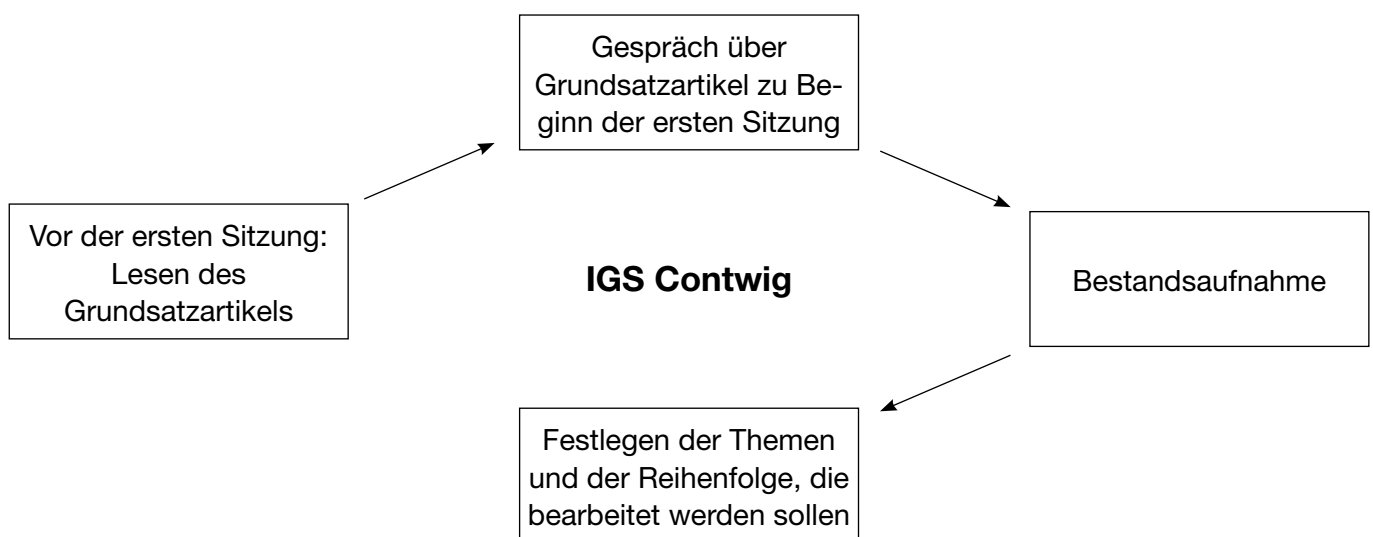 Gespräch über
Grundsatzartikel zu Be-
ginn der ersten Sitzung
Vor der ersten Sitzung:
Lesen des
Grundsatzartikels
IGS Contwig
Bestandsaufnahme
Festlegen der Themen
und der Reihenfolge, die
bearbeitet werden sollen